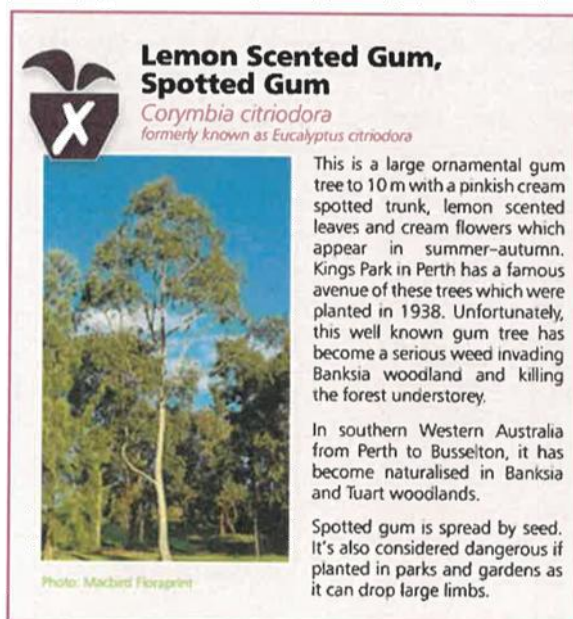 Lemon Scented Gum,
Spotted Gum
Corymbia citriodora
formerly known as Eucalyptus citriodora
X
This is a large ornamental gum
tree to 10 m with a pinkish cream
spotted trunk, lemon scented
leaves and cream flowers which
appear in summer–autumn.
Kings Park in Perth has a famous
avenue of these trees which were
planted in 1938. Unfortunately,
this well known gum tree has
become a serious weed invading
Banksia woodland and killing
the forest understorey.
In southern Western Australia
from Perth to Busselton, it has
become naturalised in Banksia
and Tuart woodlands.
Spotted gum is spread by seed.
It's also considered dangerous if
planted in parks and gardens as
it can drop large limbs.
Photo: Macbird Floraprint